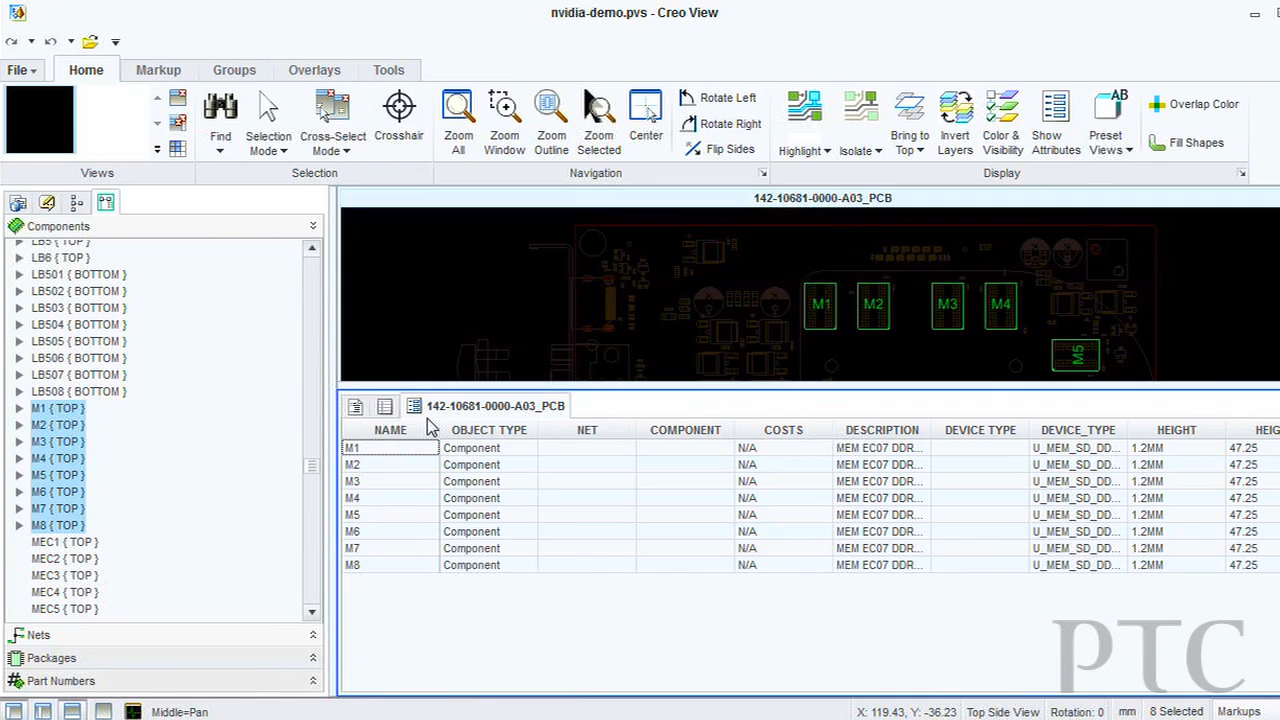 nvidia-demo.pvs - Creo View
File
Home
Markup
Groups
Overlays
Tools
Find
Selection Mode
Cross-Select Mode
Crosshair
Zoom All
Zoom Window
Zoom Outline
Zoom Selected
Center
Rotate Left
Rotate Right
Flip Sides
Highlight
Isolate
Bring to Top
Invert Layers
Color & Visibility
Show Attributes
Preset Views
Overlap Color
Fill Shapes
Views
Selection
Navigation
Display
Components
LB5 { TOP }
LB6 { TOP }
LB501 { BOTTOM }
LB502 { BOTTOM }
LB503 { BOTTOM }
LB504 { BOTTOM }
LB505 { BOTTOM }
LB506 { BOTTOM }
LB507 { BOTTOM }
LB508 { BOTTOM }
M1 { TOP }
M2 { TOP }
M3 { TOP }
M4 { TOP }
M5 { TOP }
M6 { TOP }
M7 { TOP }
M8 { TOP }
MEC1 { TOP }
MEC2 { TOP }
MEC3 { TOP }
MEC4 { TOP }
MEC5 { TOP }
Nets
Packages
Part Numbers
142-10681-0000-A03_PCB
M1 M2 M3 M4
M5
142-10681-0000-A03_PCB
NAME OBJECT TYPE NET COMPONENT COSTS DESCRIPTION DEVICE TYPE DEVICE_TYPE HEIGHT HEIG
M1 Component N/A MEM EC07 DDR... U_MEM_SD_DD... 1.2MM 47.25
M2 Component N/A MEM EC07 DDR... U_MEM_SD_DD... 1.2MM 47.25
M3 Component N/A MEM EC07 DDR... U_MEM_SD_DD... 1.2MM 47.25
M4 Component N/A MEM EC07 DDR... U_MEM_SD_DD... 1.2MM 47.25
M5 Component N/A MEM EC07 DDR... U_MEM_SD_DD... 1.2MM 47.25
M6 Component N/A MEM EC07 DDR... U_MEM_SD_DD... 1.2MM 47.25
M7 Component N/A MEM EC07 DDR... U_MEM_SD_DD... 1.2MM 47.25
M8 Component N/A MEM EC07 DDR... U_MEM_SD_DD... 1.2MM 47.25
PTC
Middle=Pan
X: 119.43, Y: -36.23
Top Side View
Rotation: 0
mm
8 Selected
Markups